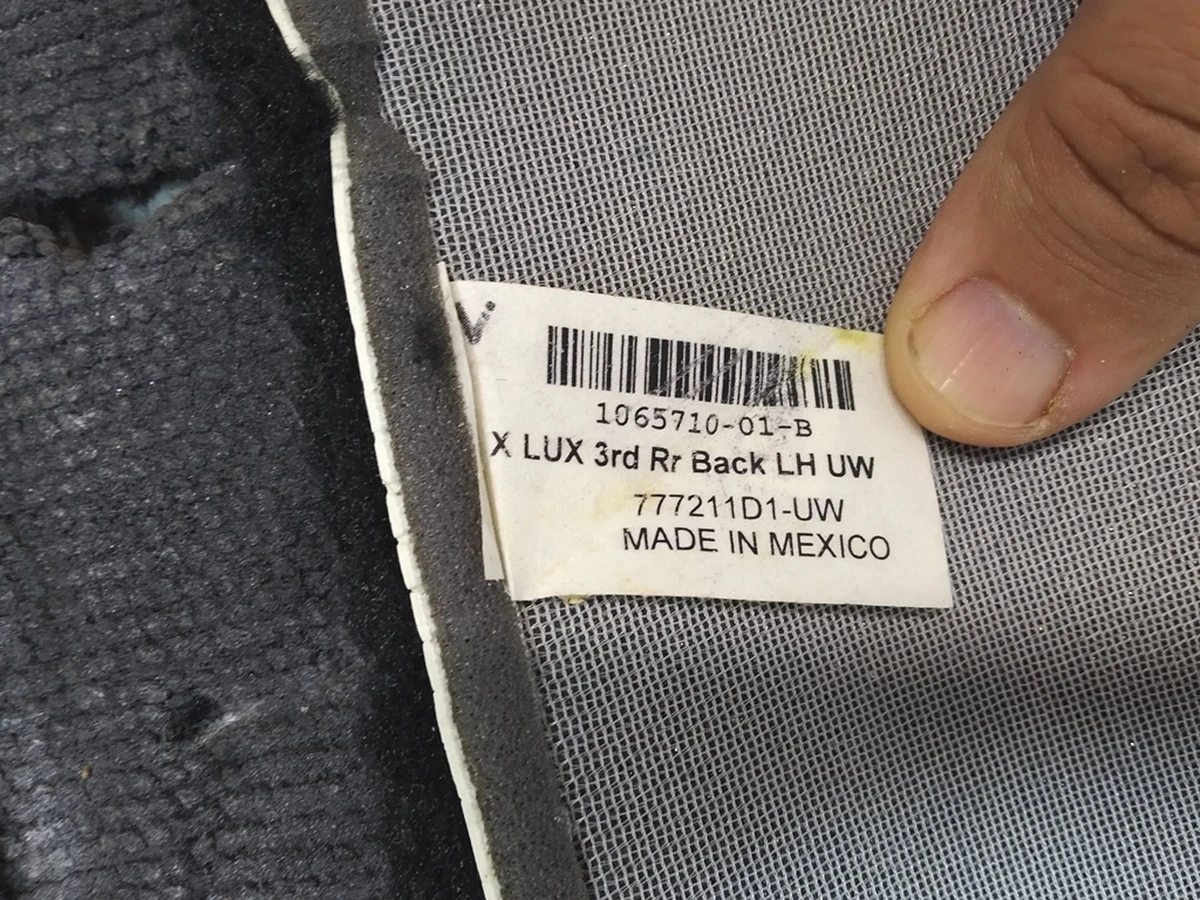 1065710-01-B
X LUX 3rd Rr Back LH UW
777211D1-UW
MADE IN MEXICO